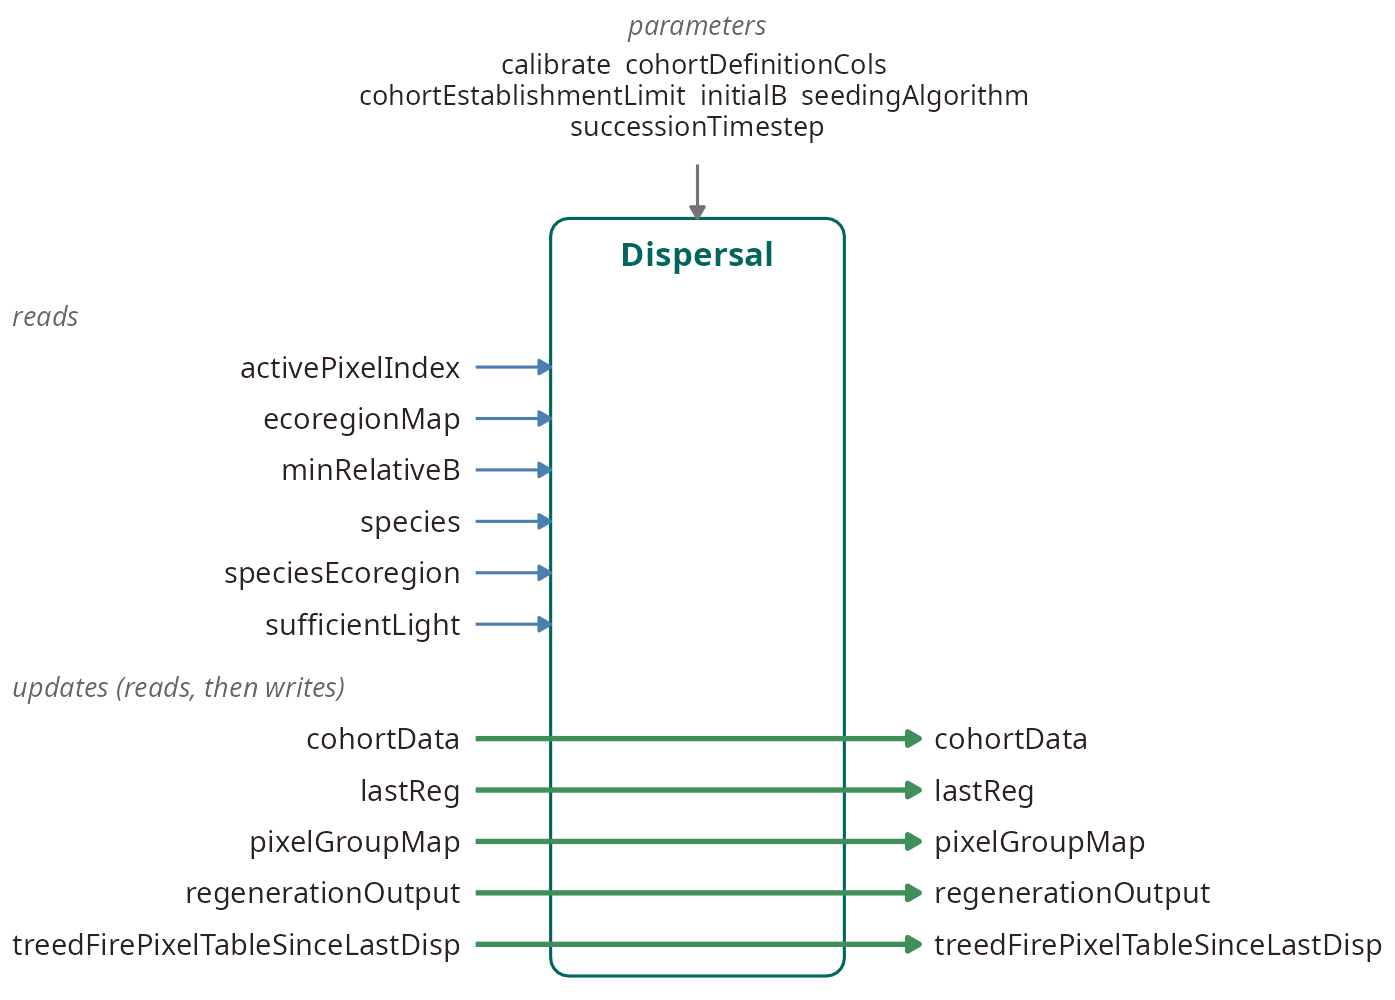 parameters
calibrate cohortDefinitionCols
cohortEstablishmentLimit initialB seedingAlgorithm
successionTimestep
Dispersal
reads
activePixelIndex
ecoregionMap
minRelativeB
species
speciesEcoregion
sufficientLight
updates (reads, then writes)
cohortData cohortData
lastReg lastReg
pixelGroupMap pixelGroupMap
regenerationOutput regenerationOutput
treedFirePixelTableSinceLastDisp treedFirePixelTableSinceLastDisp